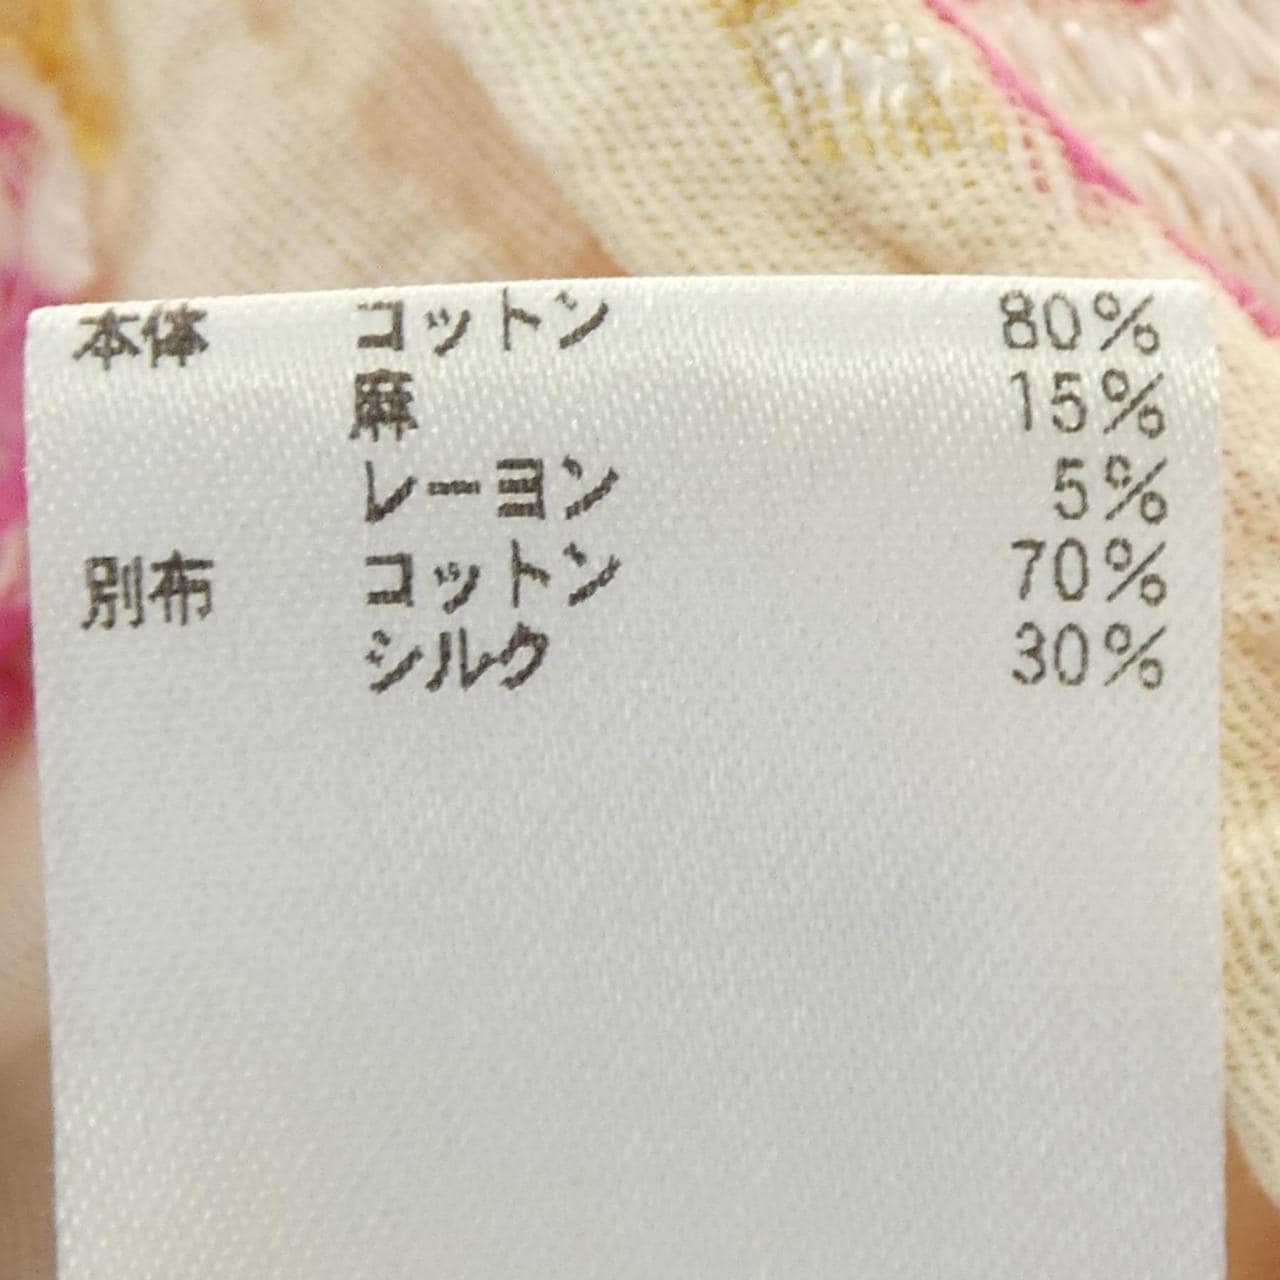 本体 コットン 80%
麻 15%
レーヨン 5%
別布 コットン 70%
シルク 30%